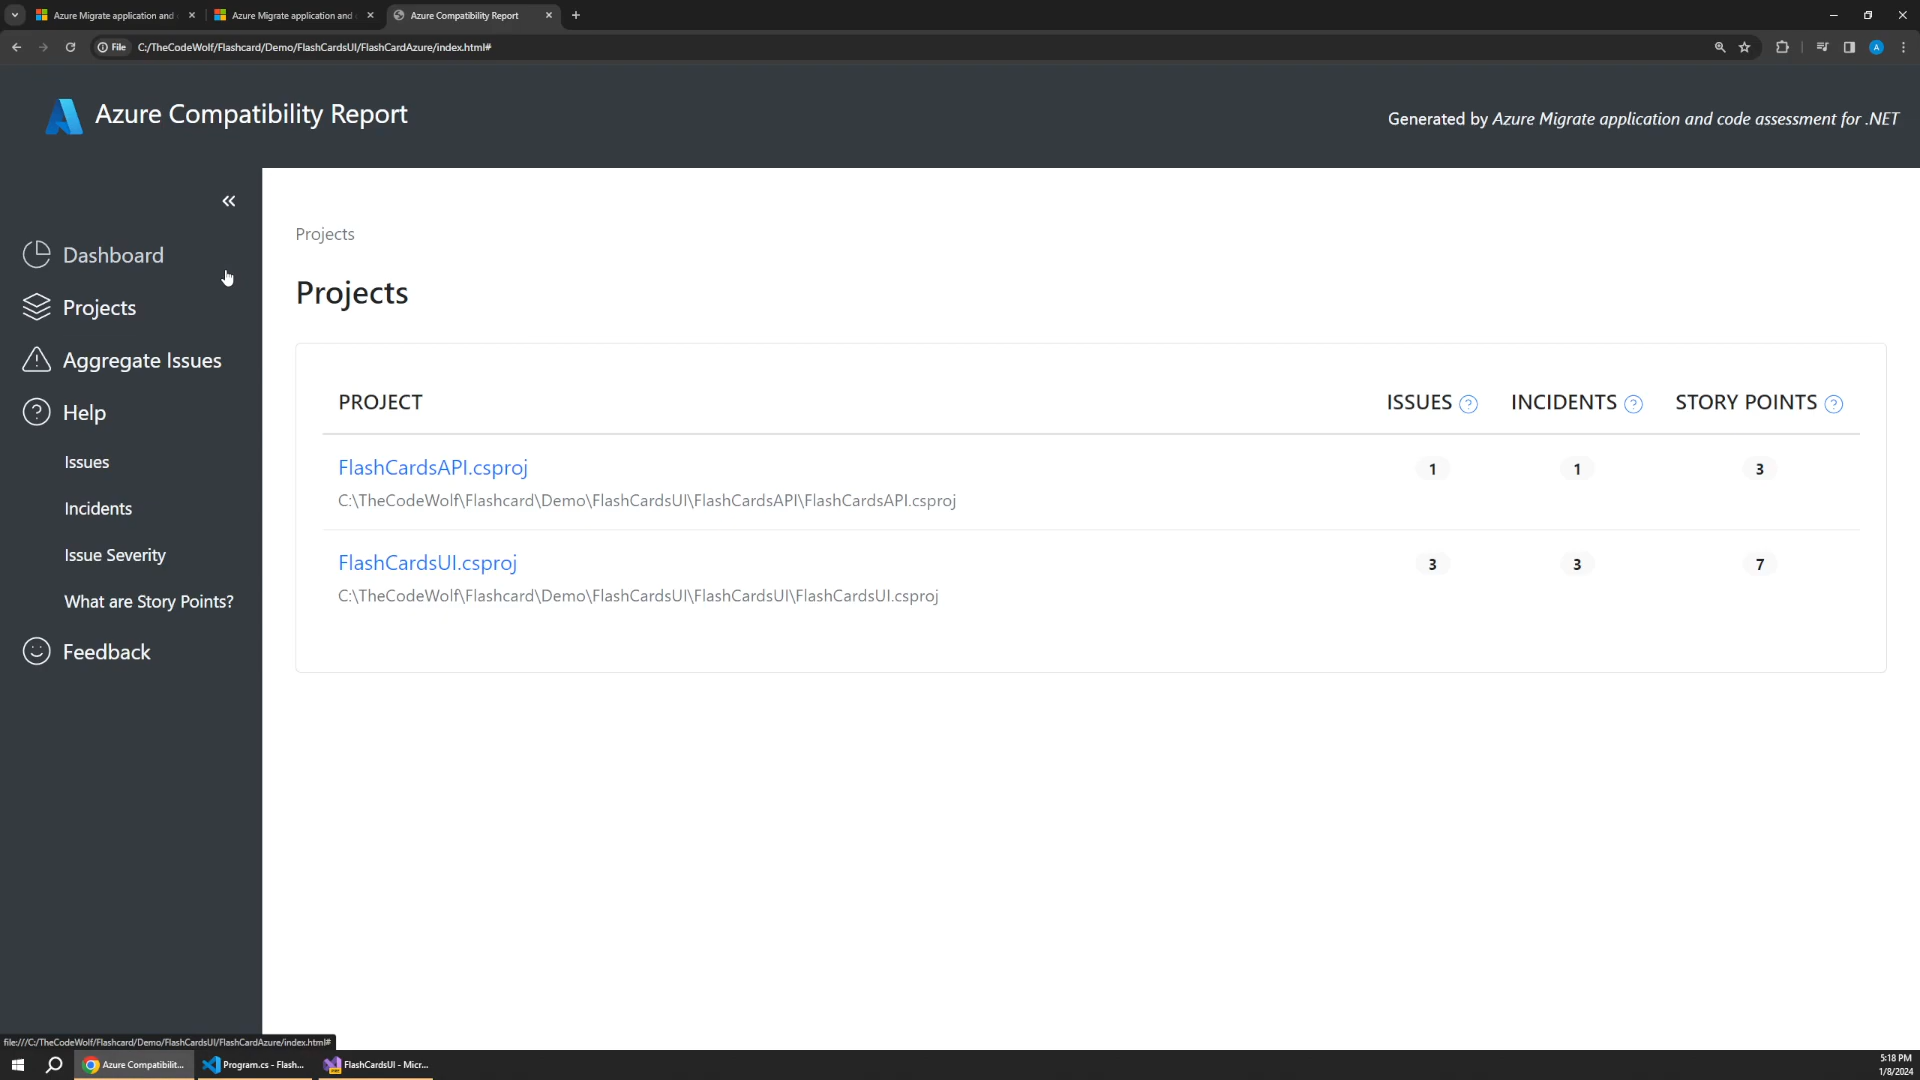 Azure Migrate application and
Azure Migrate application and
Azure Compatibility Report
File
C:/TheCodeWolf/Flashcard/Demo/FlashCardsUI/FlashCardAzure/index.html#
A
Azure Compatibility Report
Generated by Azure Migrate application and code assessment for .NET
Dashboard
Projects
Aggregate Issues
Help
Issues
Incidents
Issue Severity
What are Story Points?
Feedback
Projects
Projects
PROJECT ISSUES ? INCIDENTS ? STORY POINTS ?
FlashCardsAPI.csproj 1 1 3
C:\TheCodeWolf\Flashcard\Demo\FlashCardsUI\FlashCardsAPI\FlashCardsAPI.csproj
FlashCardsUI.csproj 3 3 7
C:\TheCodeWolf\Flashcard\Demo\FlashCardsUI\FlashCardsUI\FlashCardsUI.csproj
file:///C:/TheCodeWolf/Flashcard/Demo/FlashCardsUI/FlashCardAzure/index.html#
Azure Compatibilit...
Program.cs - Flash...
FlashCardsUI - Micr...
5:18 PM
1/8/2024